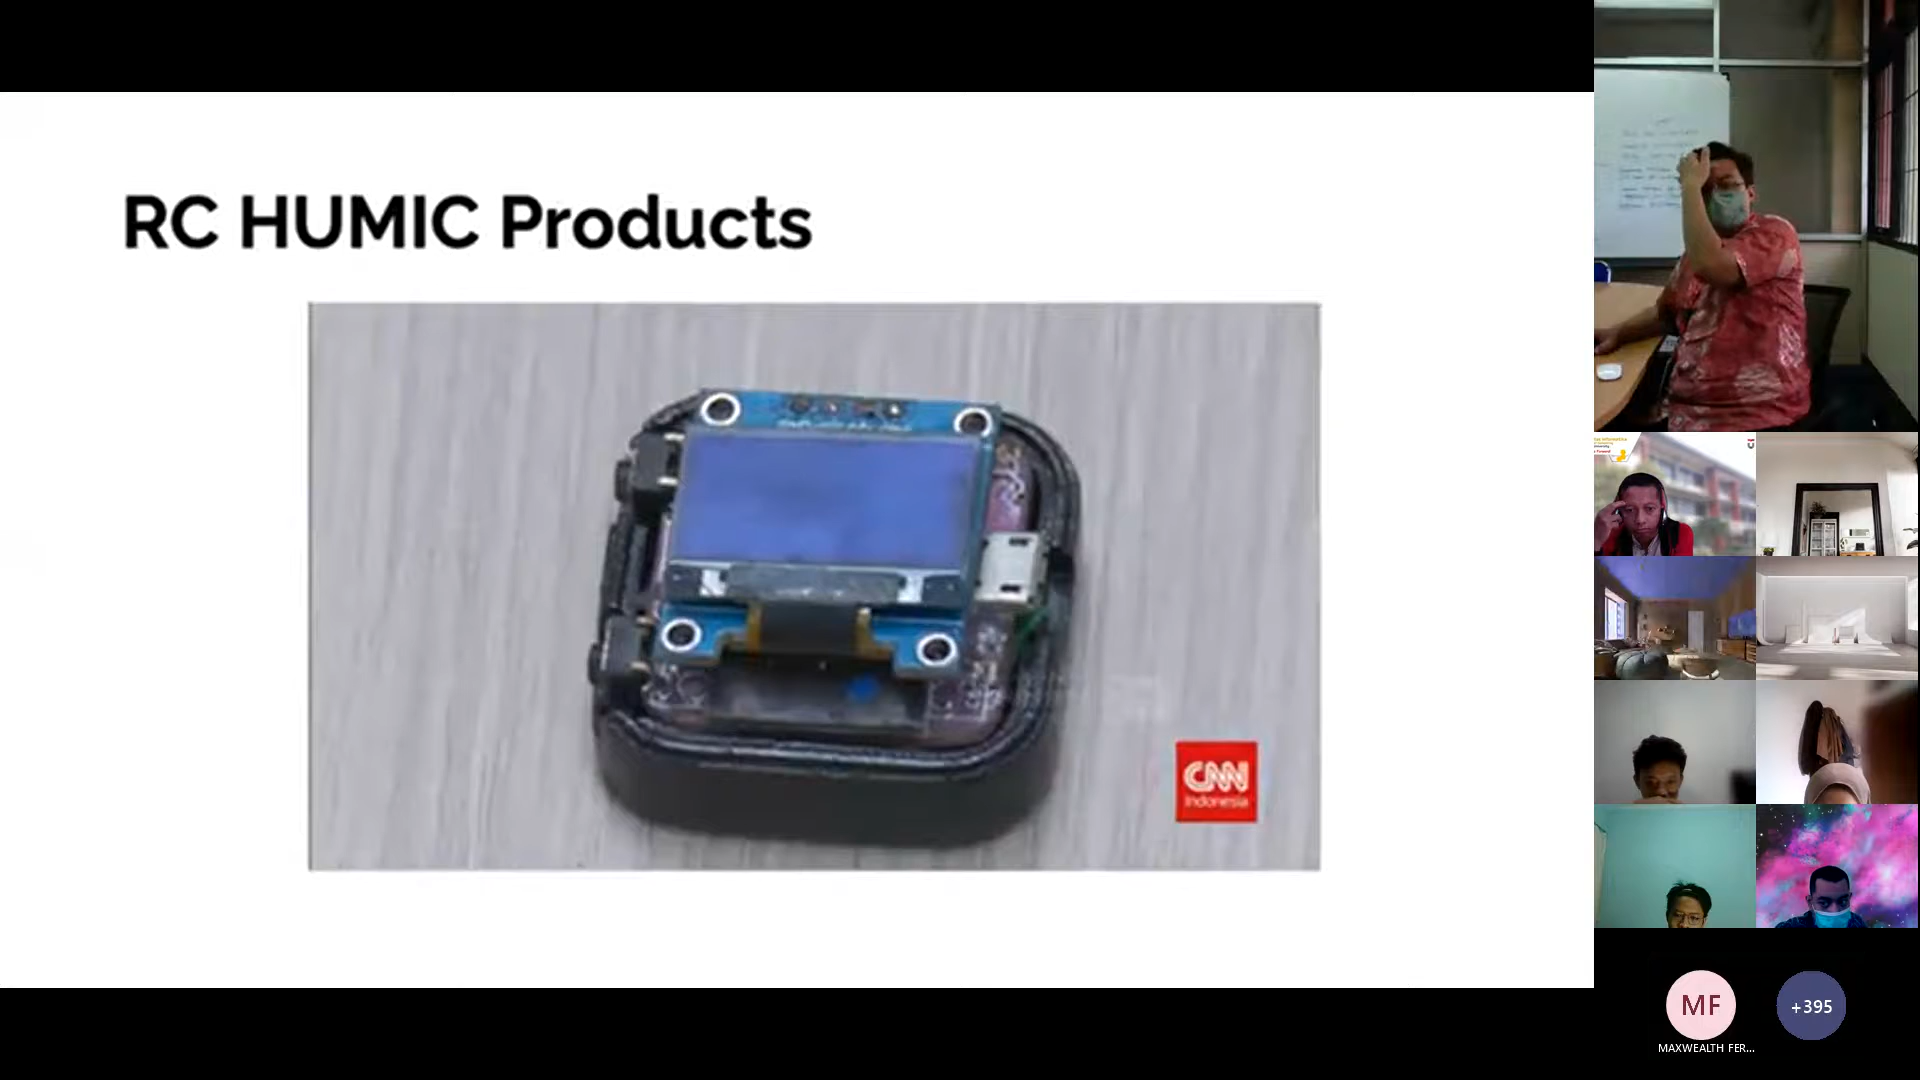 RC HUMIC Products
CNN
Indonesia
MF
+395
MAXWEALTH FER...